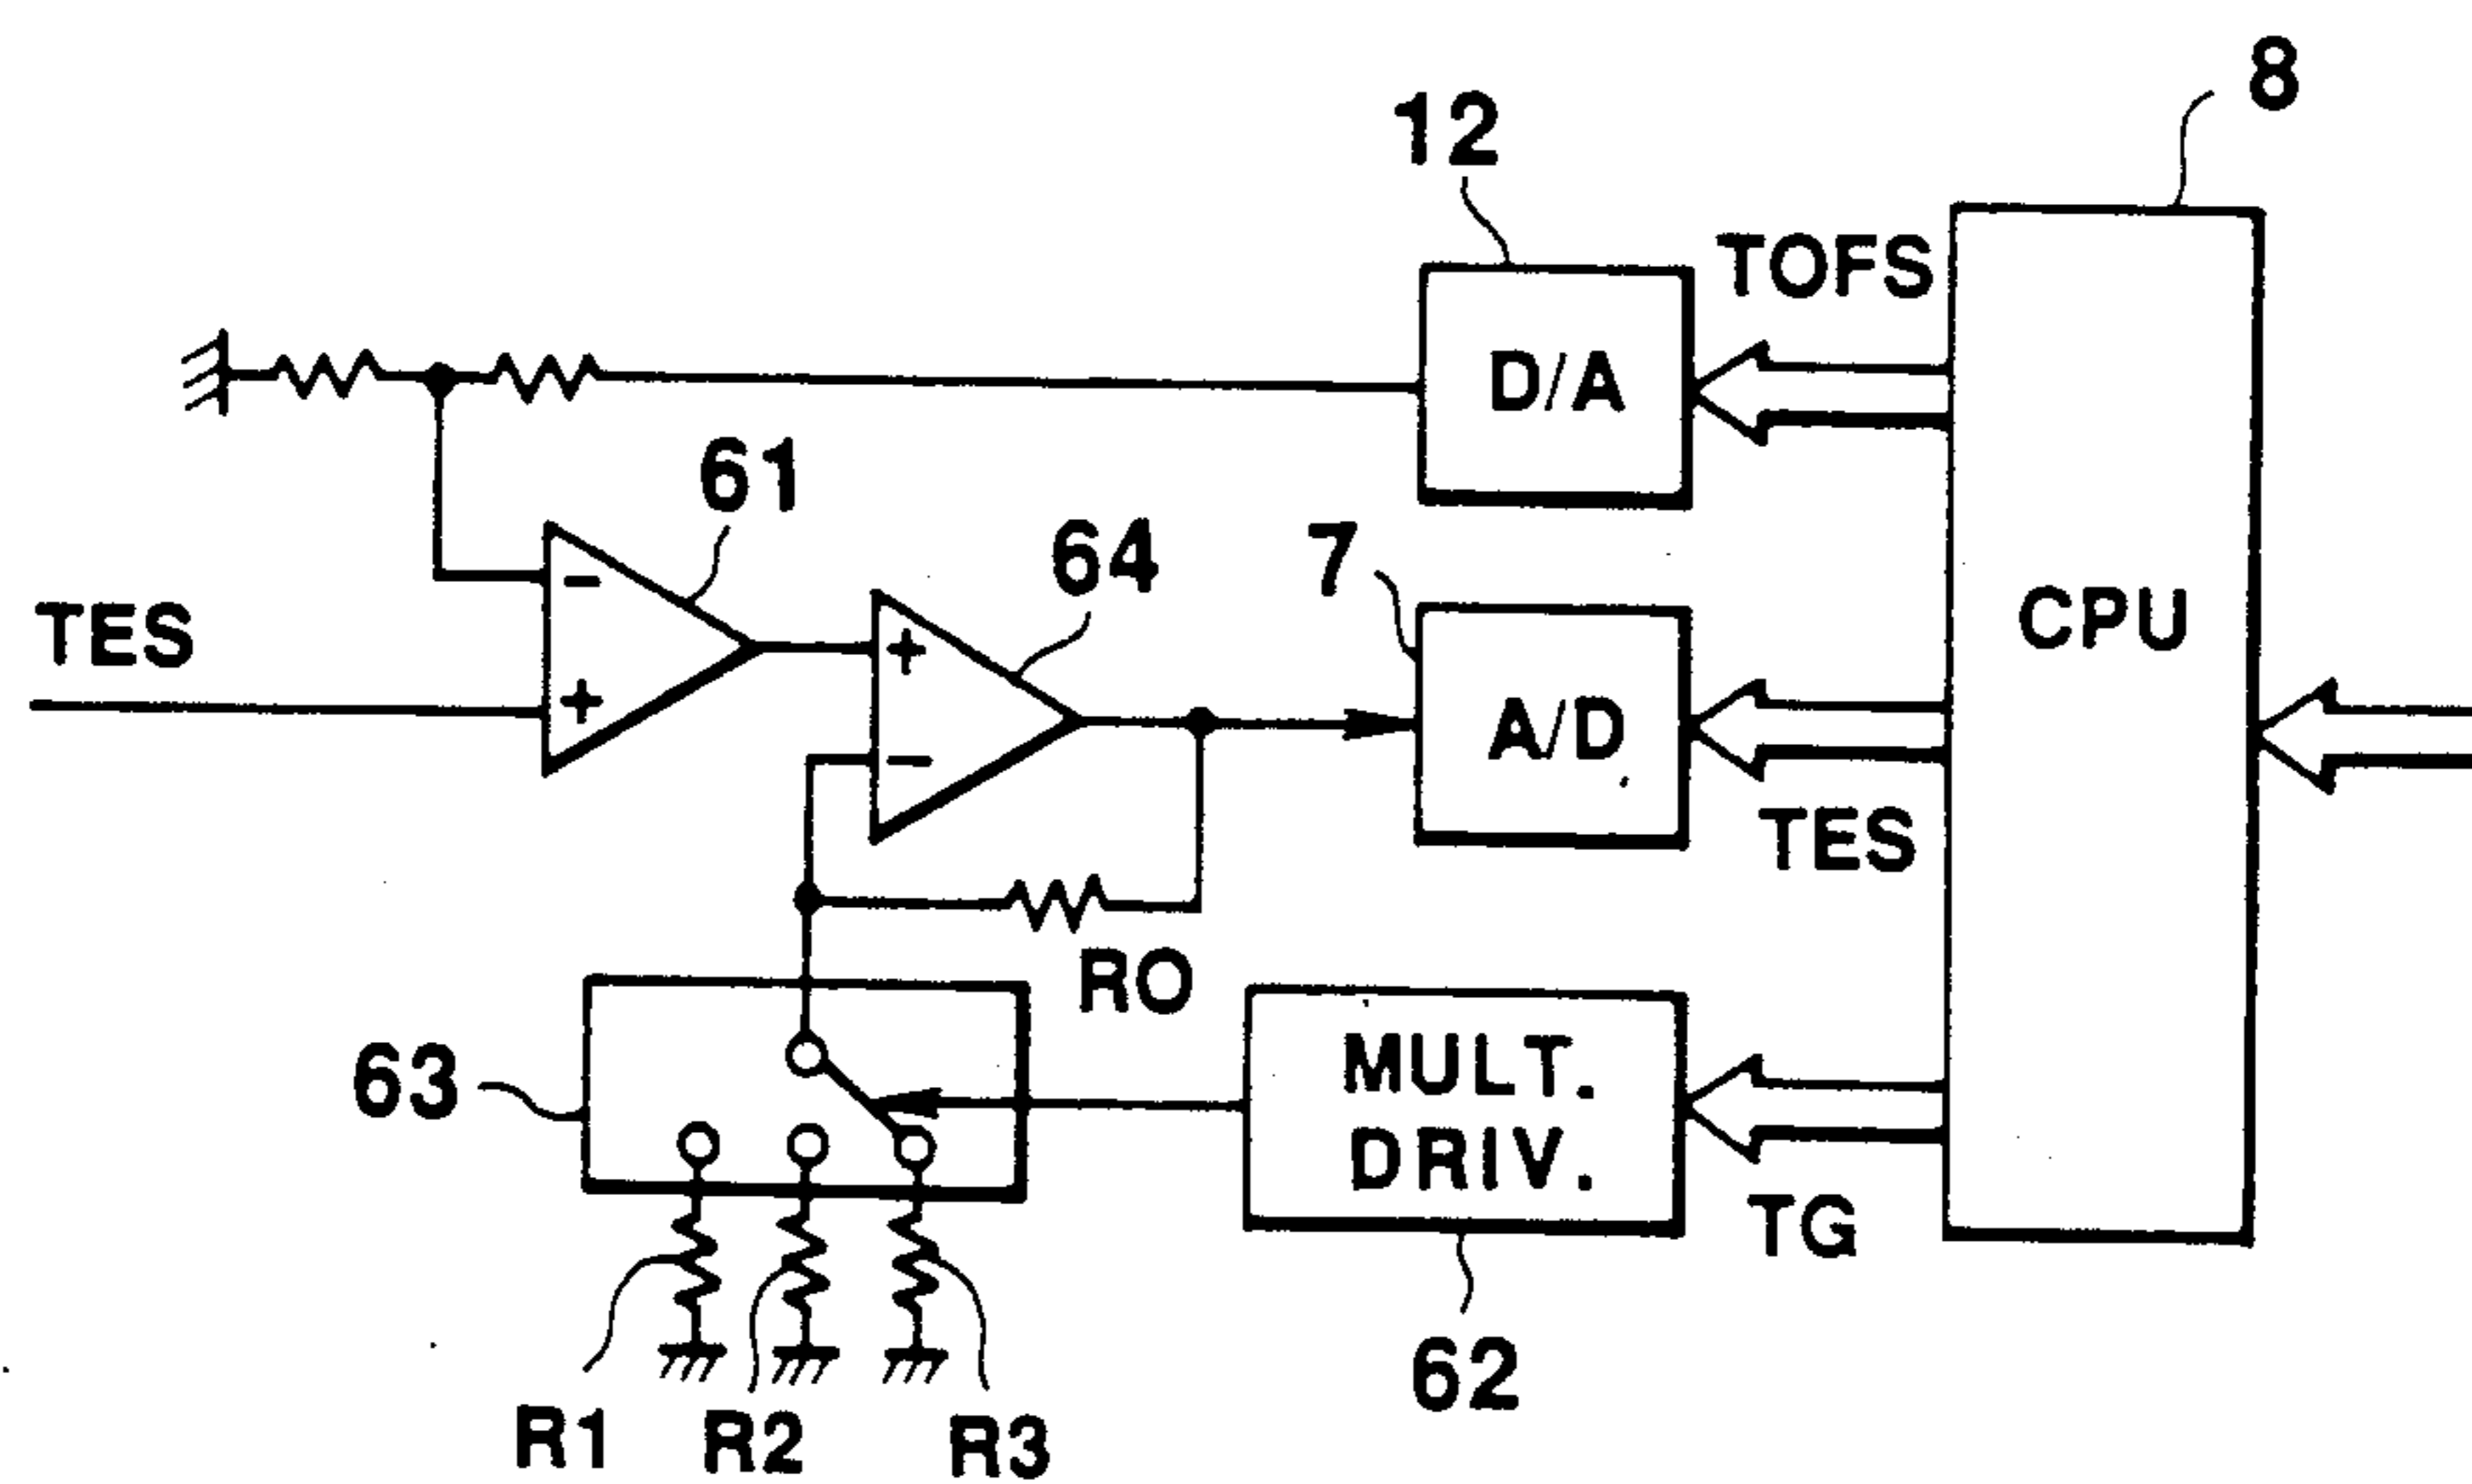 8
12
TOFS
D/A
61
64
7
TES
-
+
+
-
CPU
A/D
TES
RO
63
MULT.
DRIV.
TG
62
R1
R2
R3